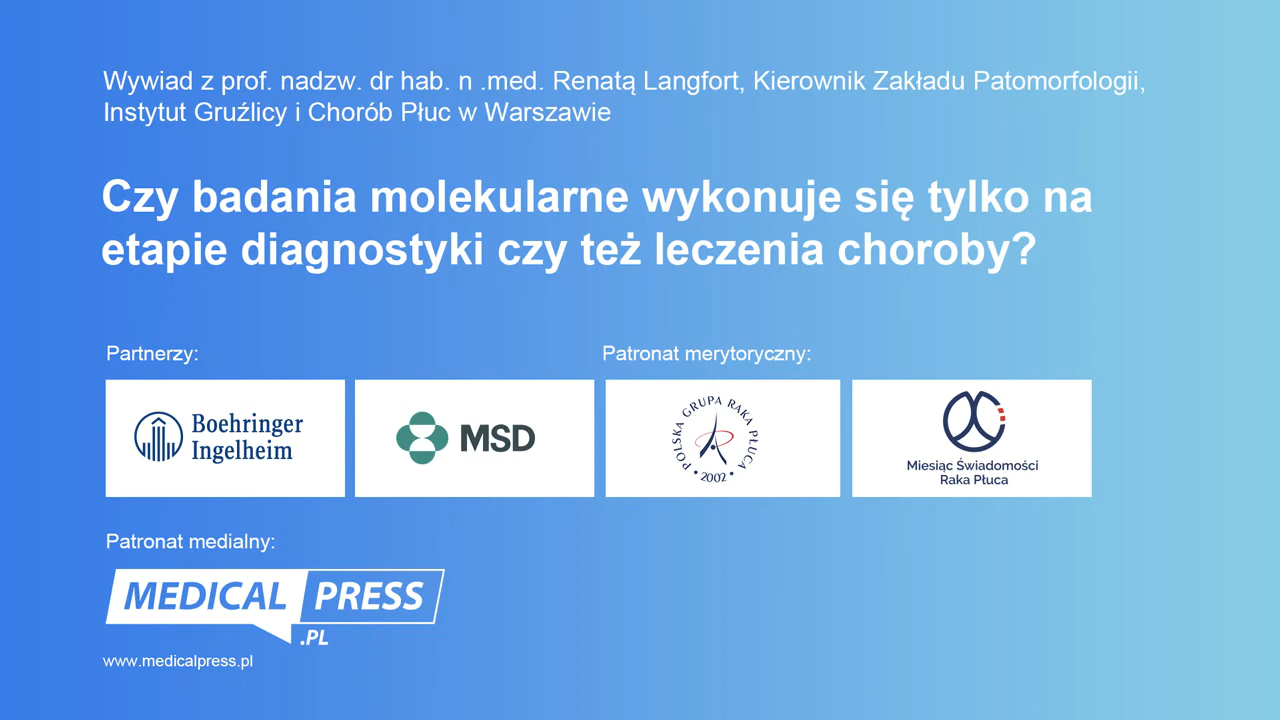 Wywiad z prof. nadzw. dr hab. n .med. Renatą Langfort, Kierownik Zakładu Patomorfologii,
Instytut Gruźlicy i Chorób Płuc w Warszawie
Czy badania molekularne wykonuje się tylko na
etapie diagnostyki czy też leczenia choroby?
Partnerzy:
Patronat merytoryczny:
Boehringer
Ingelheim
MSD
POLSKA GRUPA RAKA PŁUCA
• 2002 •
Miesiąc Świadomości
Raka Płuca
Patronat medialny:
MEDICAL PRESS
.PL
www.medicalpress.pl